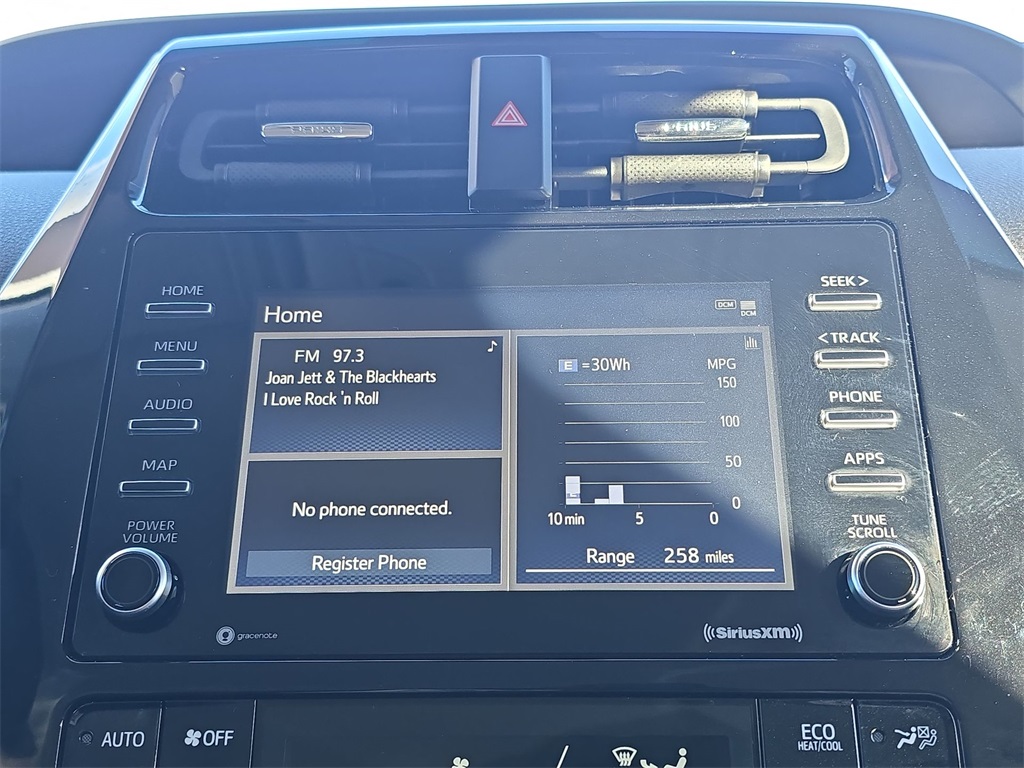 HOME
MENU
AUDIO
MAP
POWER
VOLUME
Home
DCM
DCM
FM 97.3
Joan Jett & The Blackhearts
I Love Rock 'n Roll
No phone connected.
Register Phone
E =30Wh
MPG
150
100
50
0
10 min 5 0
Range 258 miles
SEEK >
< TRACK
PHONE
APPS
TUNE
SCROLL
gracenote
((SiriusXM))
AUTO
OFF
ECO
HEAT/COOL